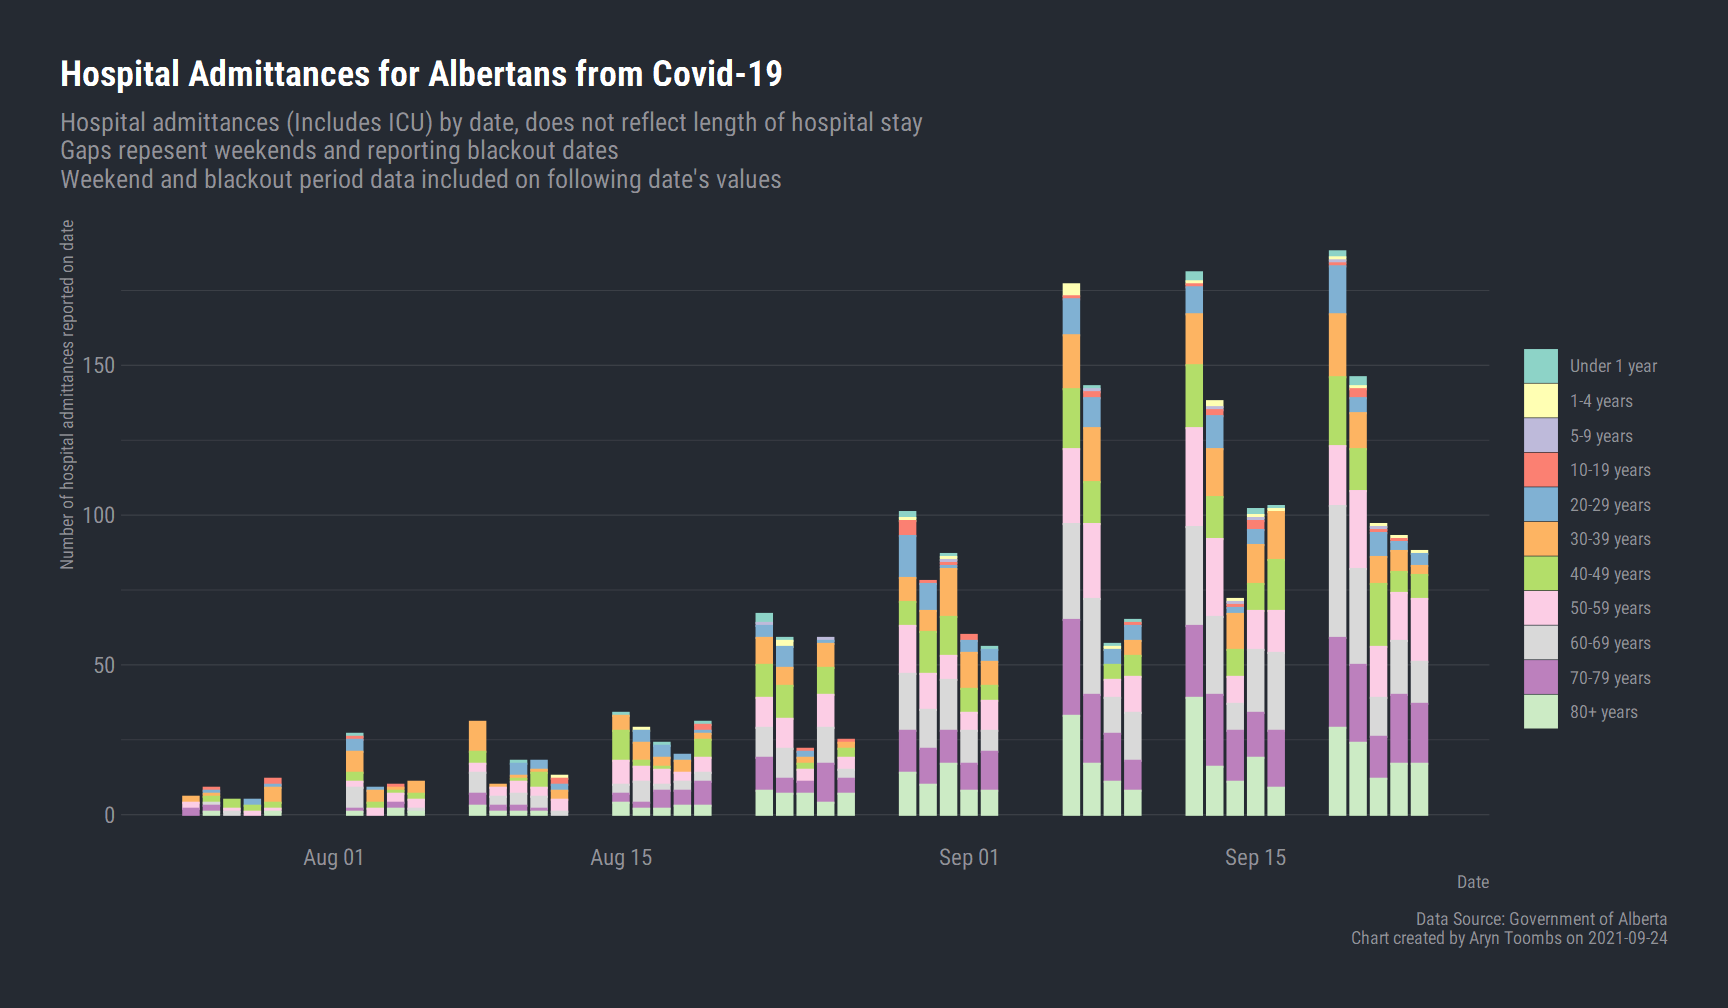 Hospital Admittances for Albertans from Covid-19
Hospital admittances (Includes ICU) by date, does not reflect length of hospital stay
Gaps repesent weekends and reporting blackout dates
Weekend and blackout period data included on following date's values
Number of hospital admittances reported on date
150
100
50
0
Aug 01
Aug 15
Sep 01
Sep 15
Date
Under 1 year
1-4 years
5-9 years
10-19 years
20-29 years
30-39 years
40-49 years
50-59 years
60-69 years
70-79 years
80+ years
Data Source: Government of Alberta
Chart created by Aryn Toombs on 2021-09-24